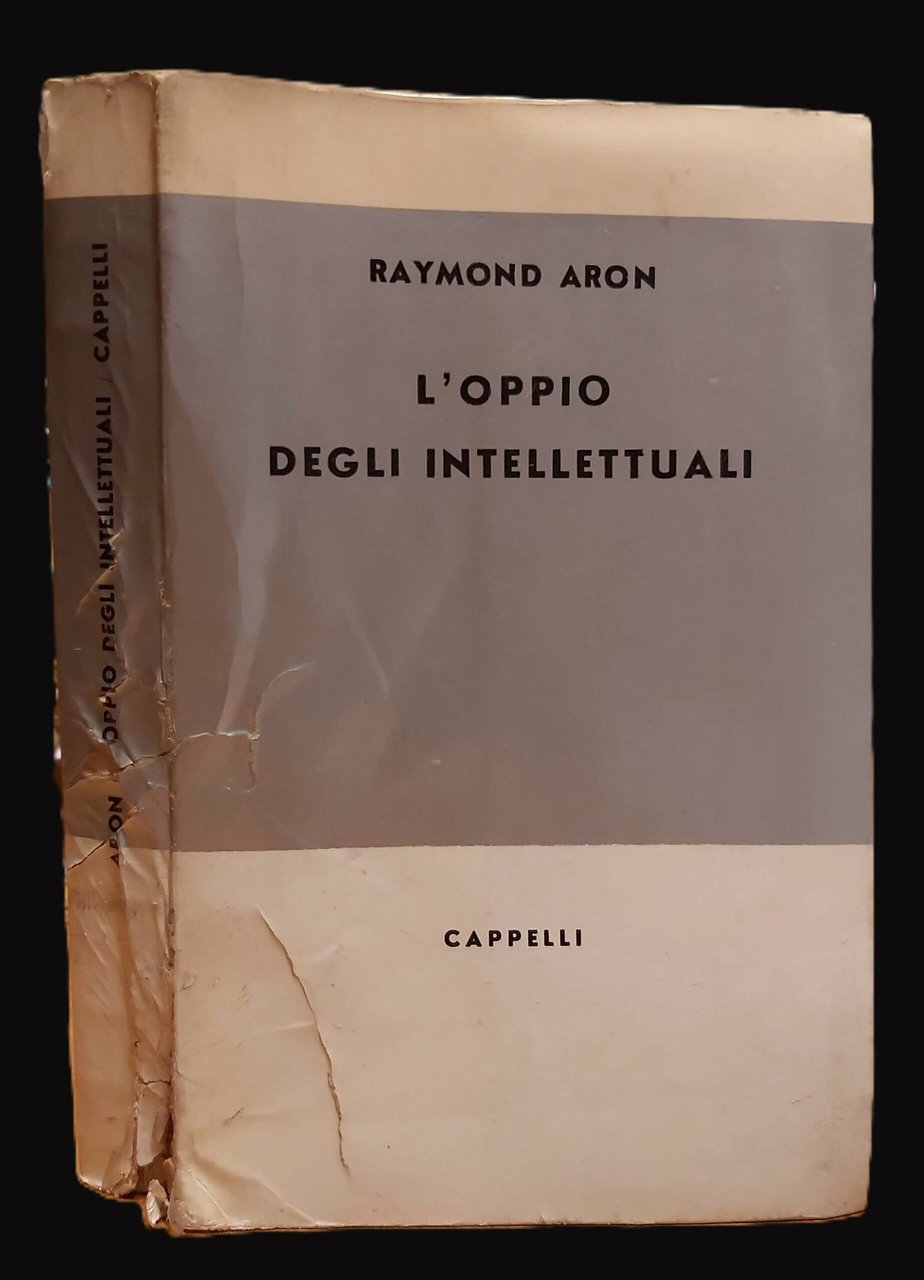 RAYMOND ARON
L'OPPIO
DEGLI INTELLETTUALI
CAPPELLI
ARON OPPIO DEGLI INTELLETTUALI / CAPPELLI